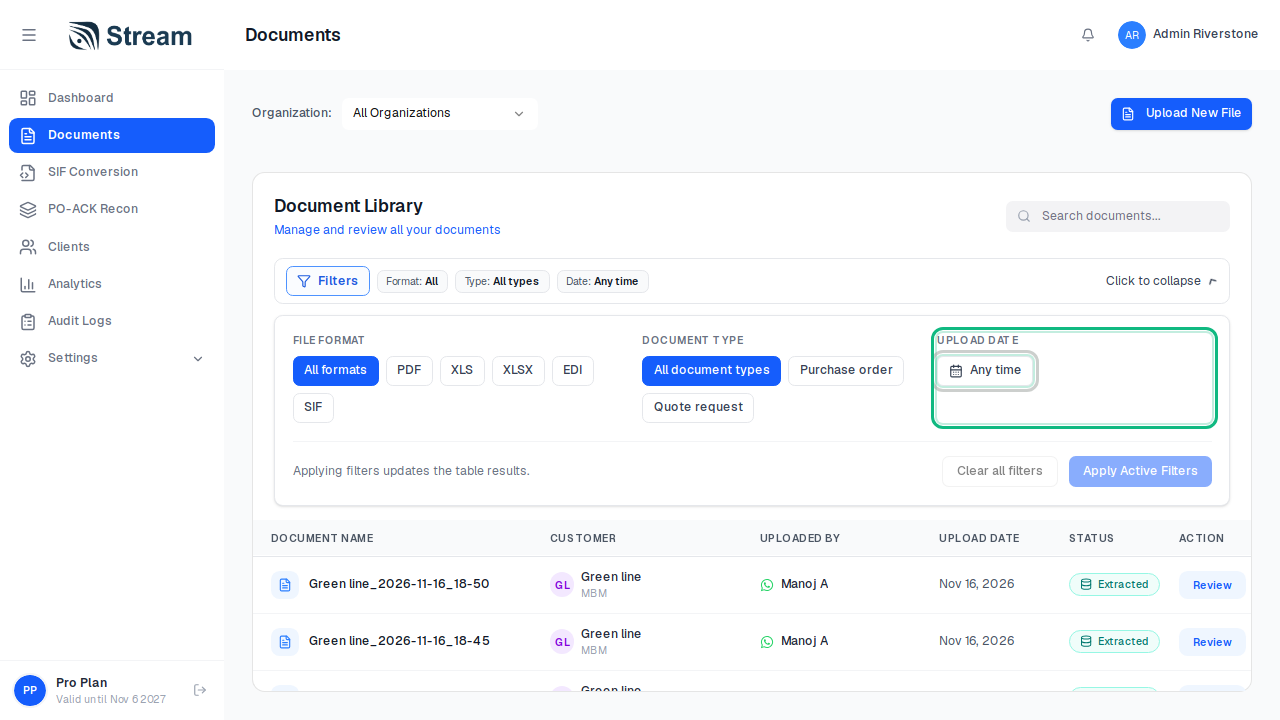 Stream
Documents
AR
Admin Riverstone
Dashboard
Documents
SIF Conversion
PO-ACK Recon
Clients
Analytics
Audit Logs
Settings
PP
Pro Plan
Valid until Nov 6 2027
Organization:
All Organizations
Upload New File
Document Library
Manage and review all your documents
Search documents...
Filters
Format: All
Type: All types
Date: Any time
Click to collapse
FILE FORMAT
All formats
PDF
XLS
XLSX
EDI
SIF
DOCUMENT TYPE
All document types
Purchase order
Quote request
UPLOAD DATE
Any time
Applying filters updates the table results.
Clear all filters
Apply Active Filters
DOCUMENT NAME CUSTOMER UPLOADED BY UPLOAD DATE STATUS ACTION
Green line_2026-11-16_18-50 GL Green line Manoj A Nov 16, 2026 Extracted Review
MBM
Green line_2026-11-16_18-45 GL Green line Manoj A Nov 16, 2026 Extracted Review
MBM
Green line